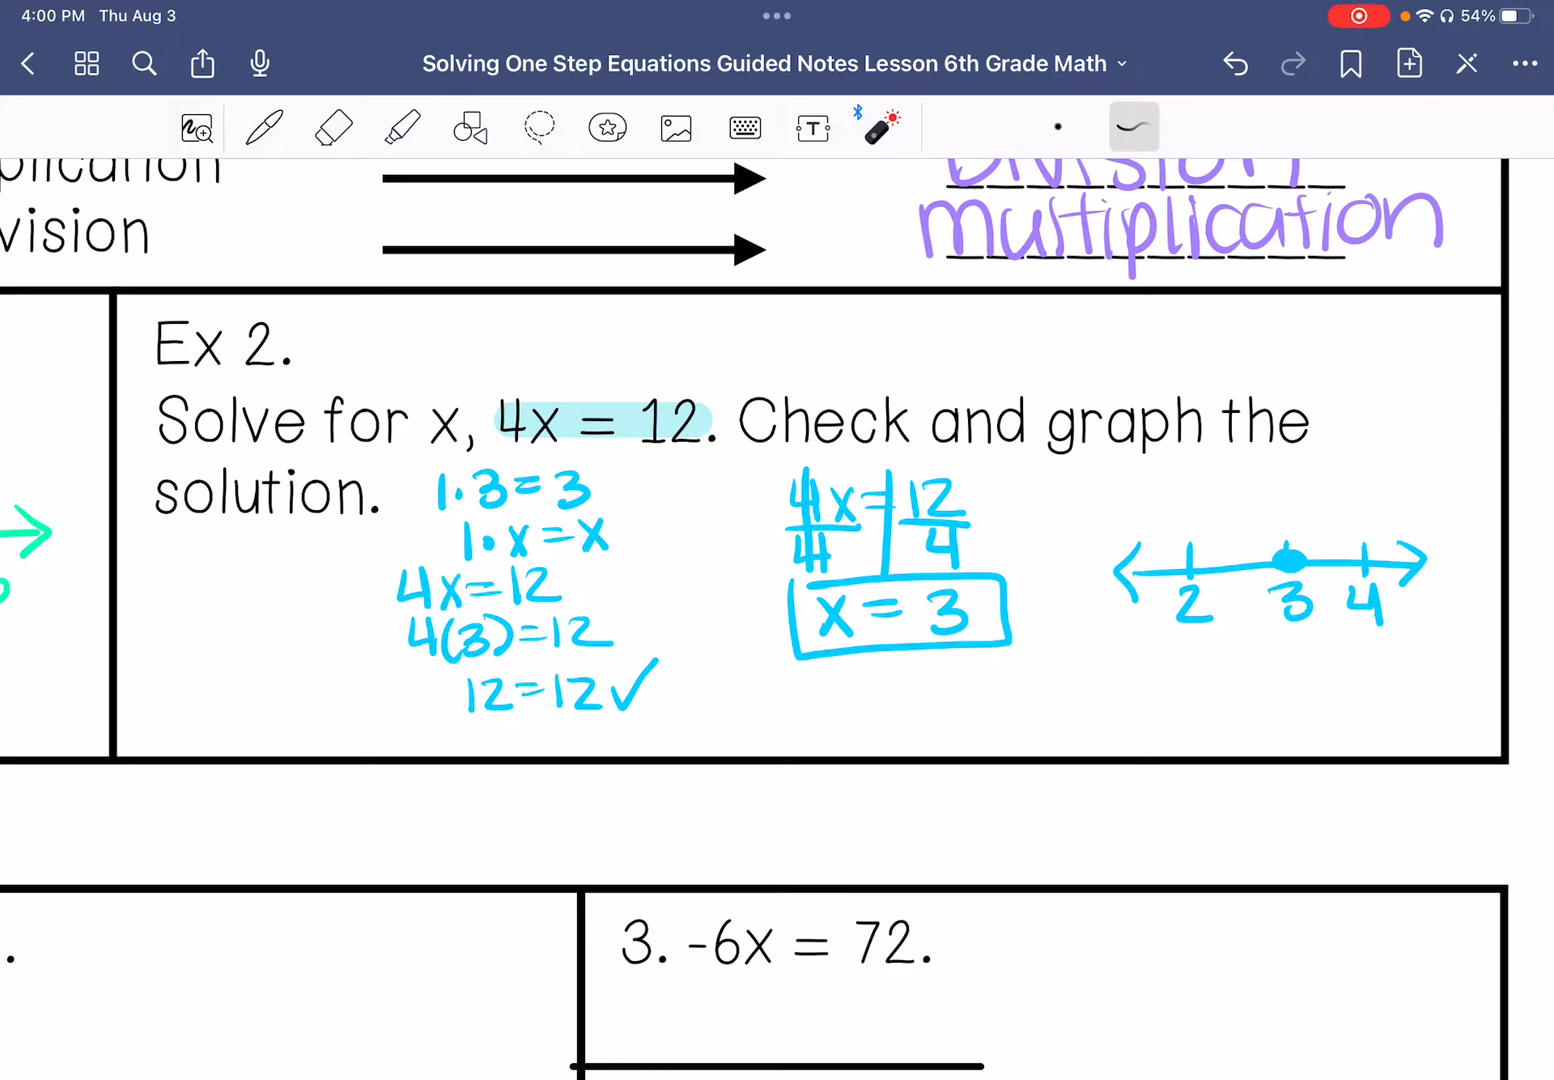 4:00 PM Thu Aug 3
54%
Solving One Step Equations Guided Notes Lesson 6th Grade Math
plication
Division
vision
multiplication
Ex 2.
Solve for x, 4x = 12. Check and graph the
solution.
1·3=3
1·x=x
4x=12
4(3)=12
12=12✓
4x=12
4 4
x = 3
2 3 4
.
3. -6x = 72.